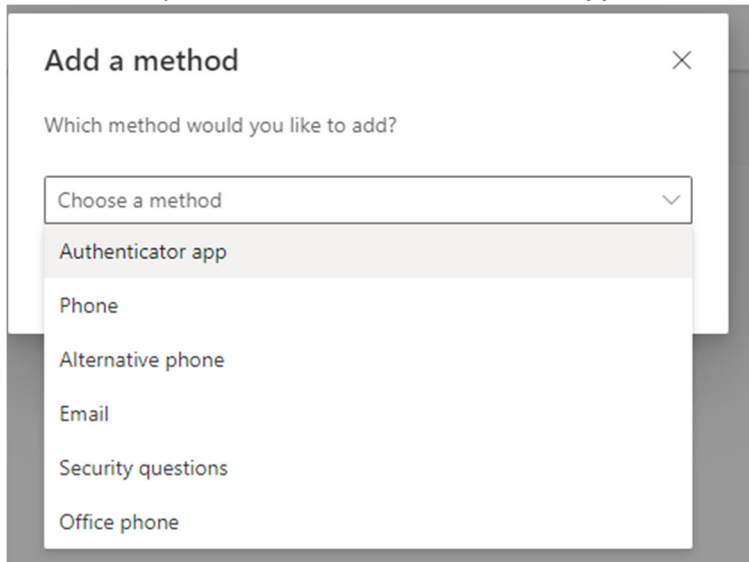 Add a method
Which method would you like to add?
Choose a method
Authenticator app
Phone
Alternative phone
Email
Security questions
Office phone